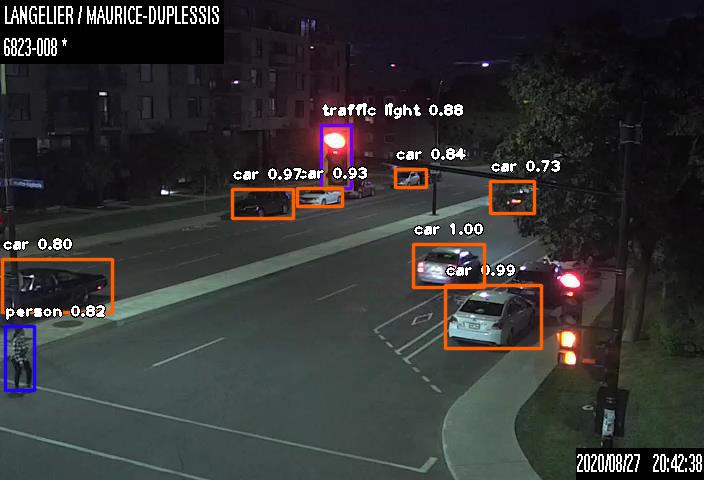 LANGELIER / MAURICE-DUPLESSIS
6823-008 *
traffic light 0.88
car 0.84
car 0.73
car 0.97
car 0.93
car 1.00
car 0.80
car 0.99
person 0.82
2020/08/27 20:42:38